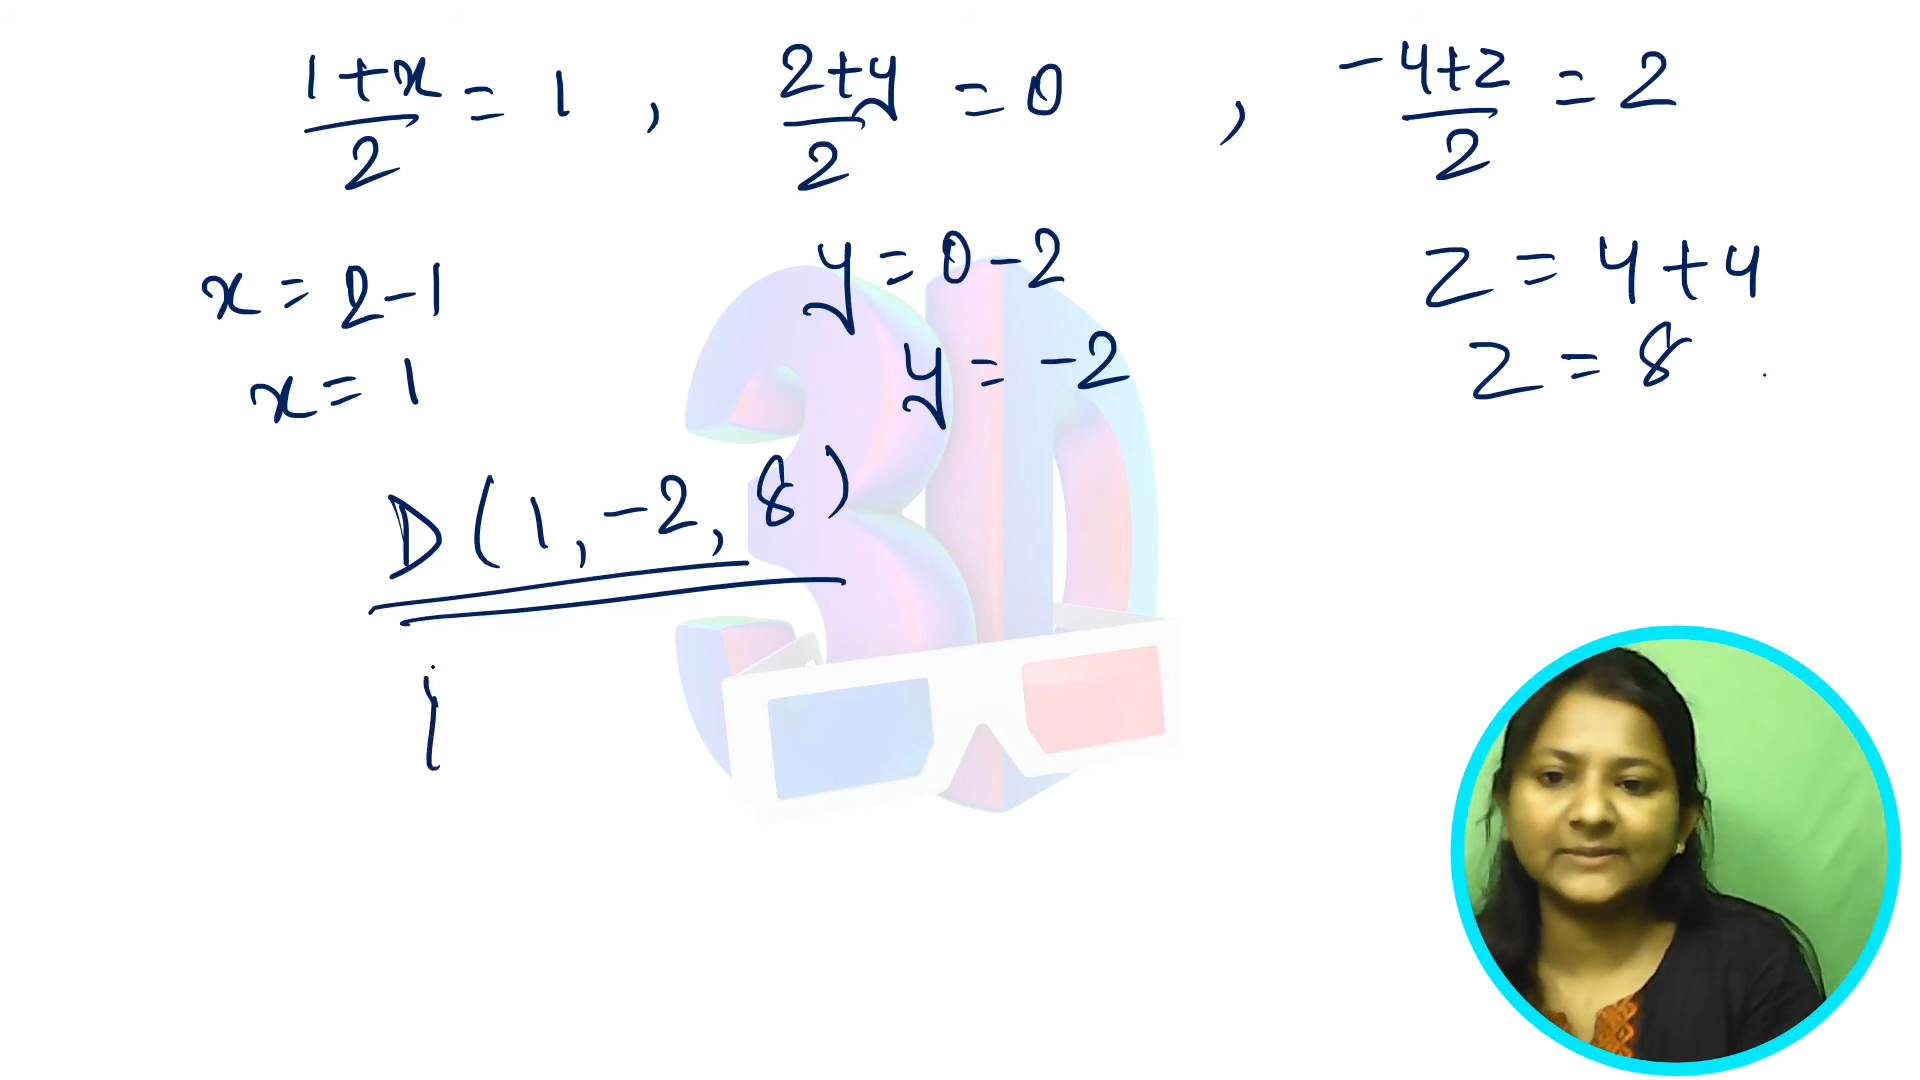 (1+x)/2 = 1 , (2+y)/2 = 0 , (-4+z)/2 = 2
x = 2-1 y = 0-2 z = 4+4
x = 1 y = -2 z = 8
D(1, -2, 8)